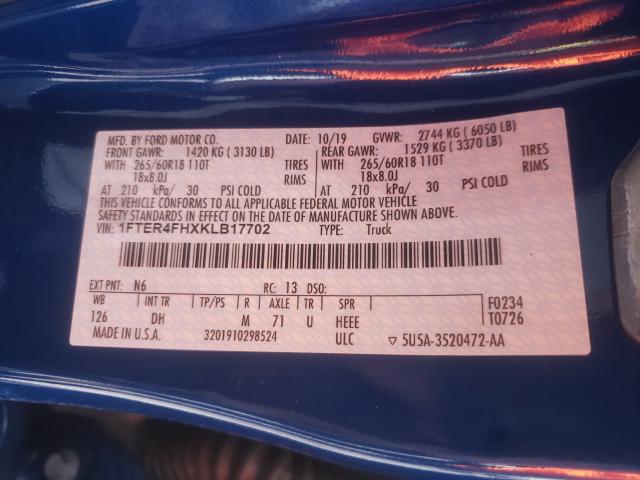 MFD. BY FORD MOTOR CO. DATE: 10/19 GVWR: 2744 KG ( 6050 LB)
FRONT GAWR: 1420 KG ( 3130 LB) REAR GAWR: 1529 KG ( 3370 LB)
WITH 265/60R18 110T TIRES WITH 265/60R18 110T TIRES
18x8.0J RIMS 18x8.0J RIMS
AT 210 kPa/ 30 PSI COLD AT 210 kPa/ 30 PSI COLD
THIS VEHICLE CONFORMS TO ALL APPLICABLE FEDERAL MOTOR VEHICLE
SAFETY STANDARDS IN EFFECT ON THE DATE OF MANUFACTURE SHOWN ABOVE.
VIN: 1FTER4FHXKLB17702 TYPE: Truck
EXT PNT: N6 RC: 13 DSO:
WB INT TR TP/PS R AXLE TR SPR F0234
126 DH M 71 U HEEE T0726
MADE IN U.S.A. 3201910298524 ULC ▽ 5U5A-3520472-AA